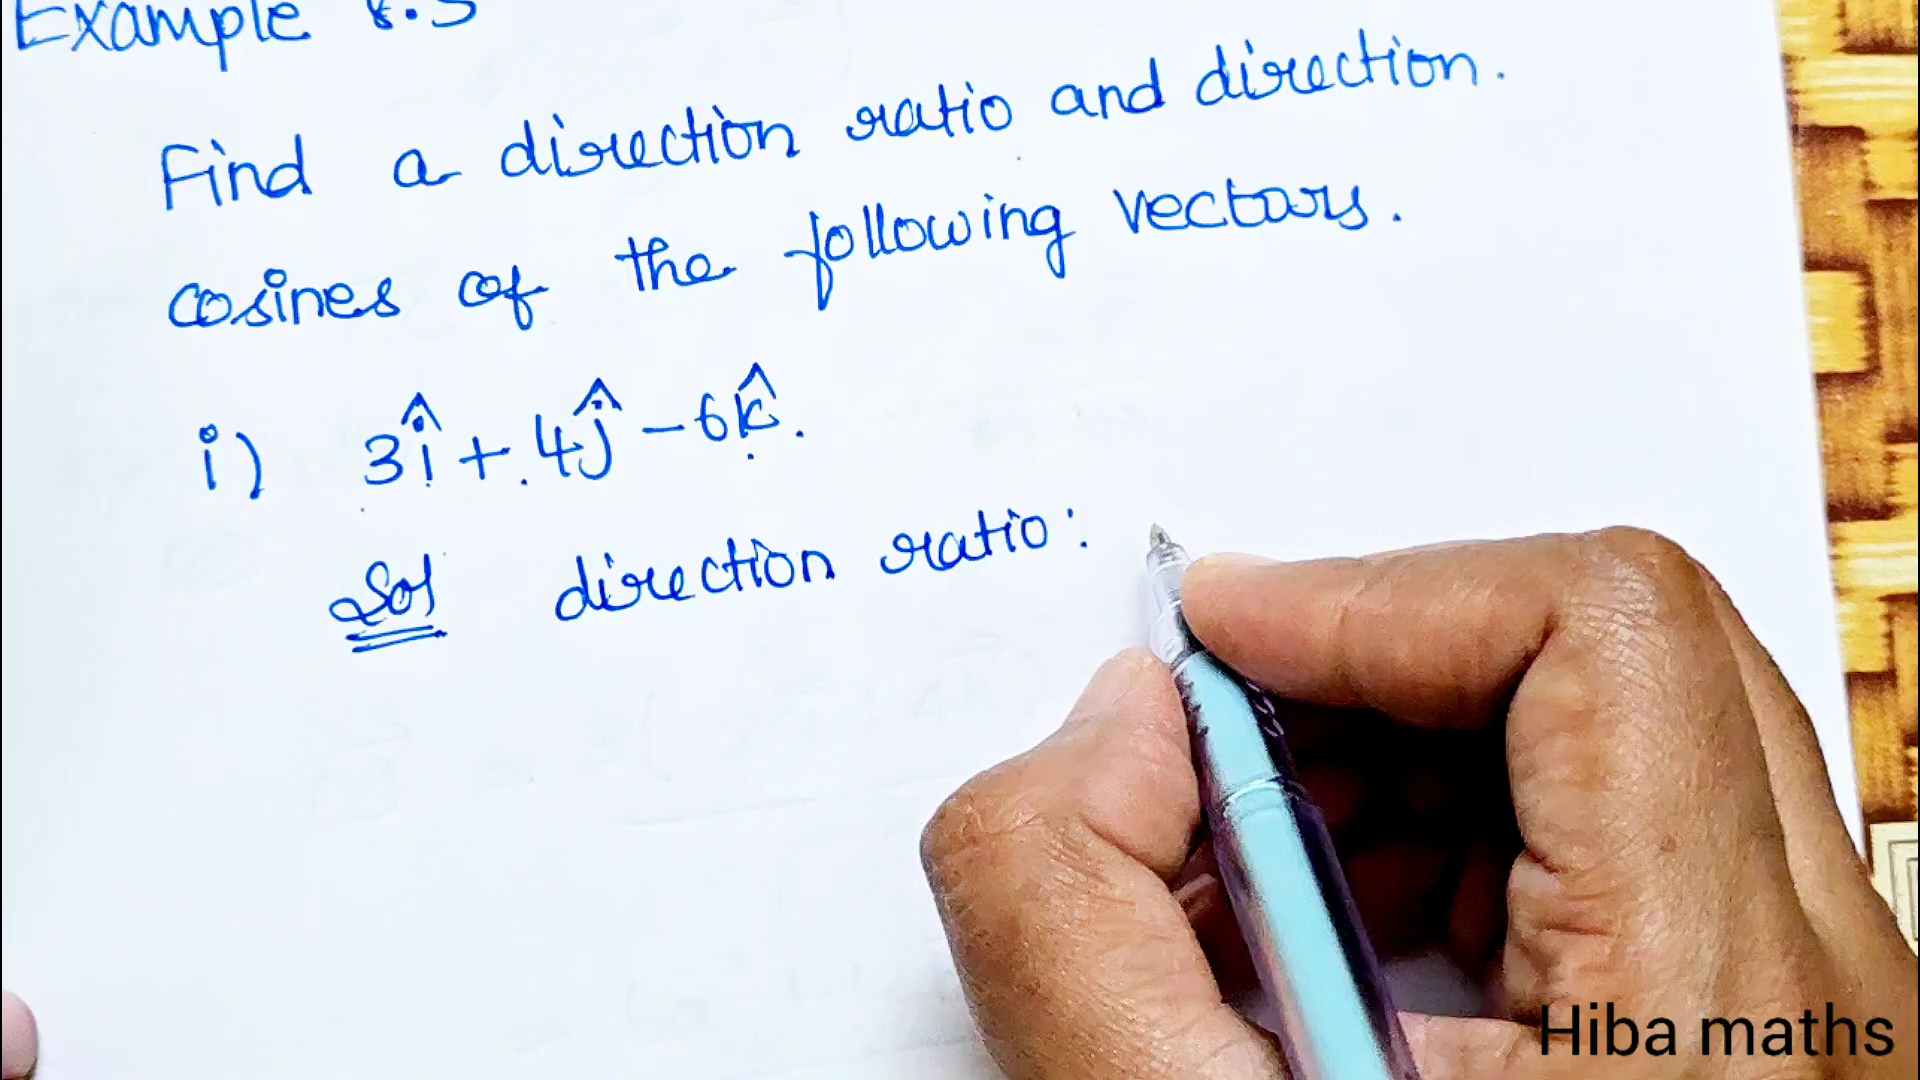 Example 8.5
Find a direction ratio and direction.
cosines of the following vectors.
i) 3î + 4ĵ - 6k̂.
Sol direction ratio:
Hiba maths